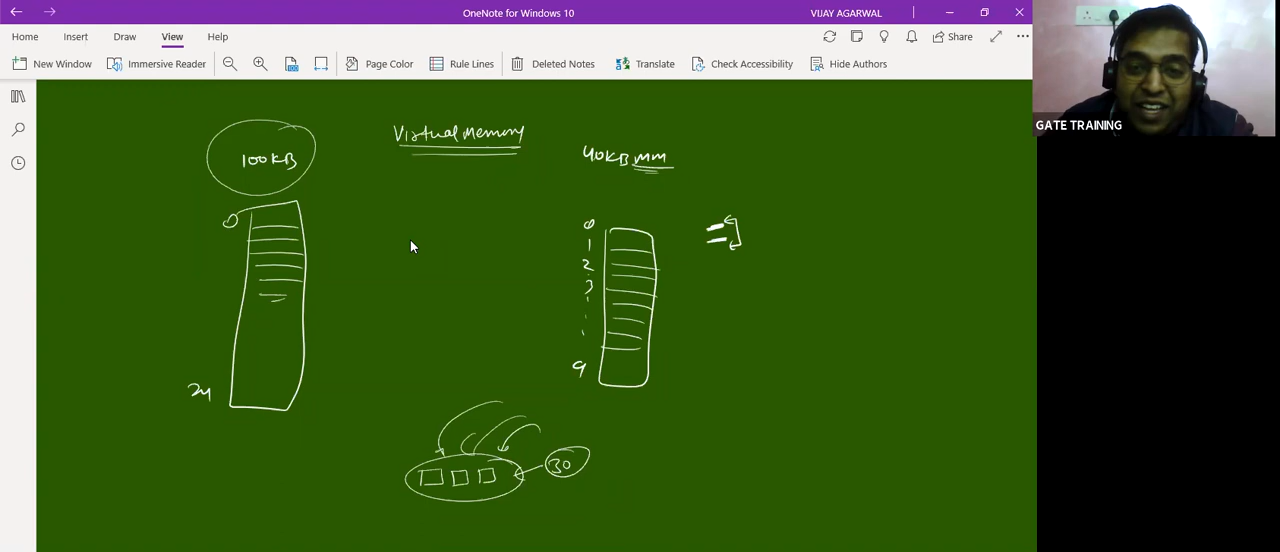 OneNote for Windows 10
VIJAY AGARWAL
Home Insert Draw View Help
Share
New Window Immersive Reader Page Color Rule Lines Deleted Notes Translate Check Accessibility Hide Authors
GATE TRAINING
Virtual Memory
100KB
40KB MM
0
0
1
2
3
9
24
30